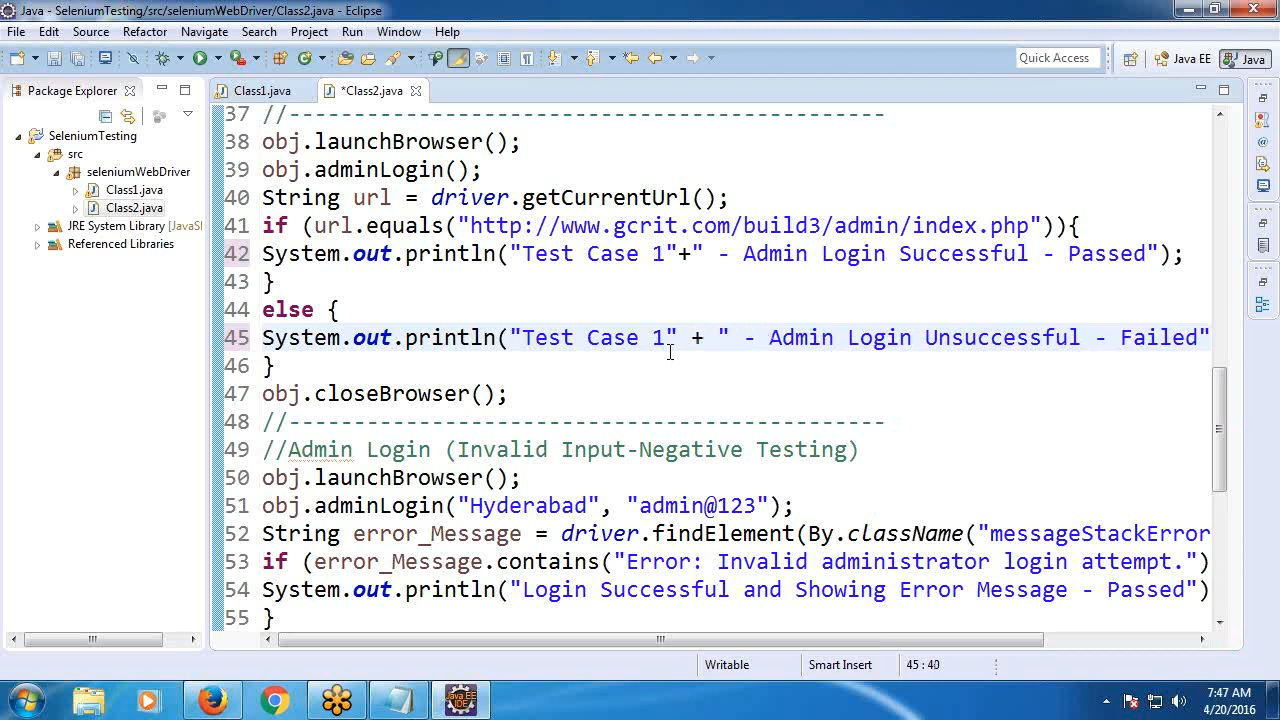 Java - SeleniumTesting/src/seleniumWebDriver/Class2.java - Eclipse
File Edit Source Refactor Navigate Search Project Run Window Help
Quick Access
Java EE
Java
Package Explorer
Class1.java
*Class2.java
SeleniumTesting
src
seleniumWebDriver
Class1.java
Class2.java
JRE System Library [JavaS
Referenced Libraries
37 //----------------------------------------------
38 obj.launchBrowser();
39 obj.adminLogin();
40 String url = driver.getCurrentUrl();
41 if (url.equals("http://www.gcrit.com/build3/admin/index.php")){
42 System.out.println("Test Case 1"+" - Admin Login Successful - Passed");
43 }
44 else {
45 System.out.println("Test Case 1" + " - Admin Login Unsuccessful - Failed"
46 }
47 obj.closeBrowser();
48 //----------------------------------------------
49 //Admin Login (Invalid Input-Negative Testing)
50 obj.launchBrowser();
51 obj.adminLogin("Hyderabad", "admin@123");
52 String error_Message = driver.findElement(By.className("messageStackError
53 if (error_Message.contains("Error: Invalid administrator login attempt.")
54 System.out.println("Login Successful and Showing Error Message - Passed")
55 }
Writable
Smart Insert
45 : 40
Java EE
IDE
7:47 AM
4/20/2016